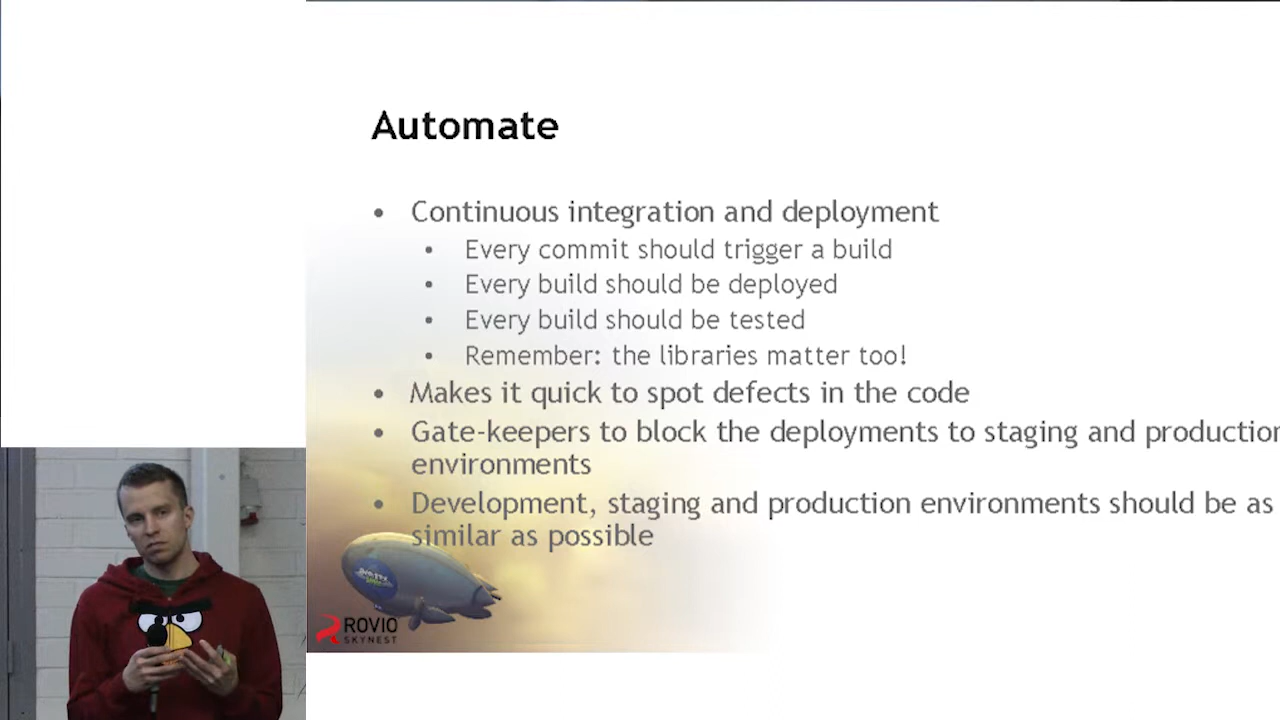 Automate
• Continuous integration and deployment
• Every commit should trigger a build
• Every build should be deployed
• Every build should be tested
• Remember: the libraries matter too!
• Makes it quick to spot defects in the code
• Gate-keepers to block the deployments to staging and production
environments
• Development, staging and production environments should be as
similar as possible
ROVIO
SKYNEST